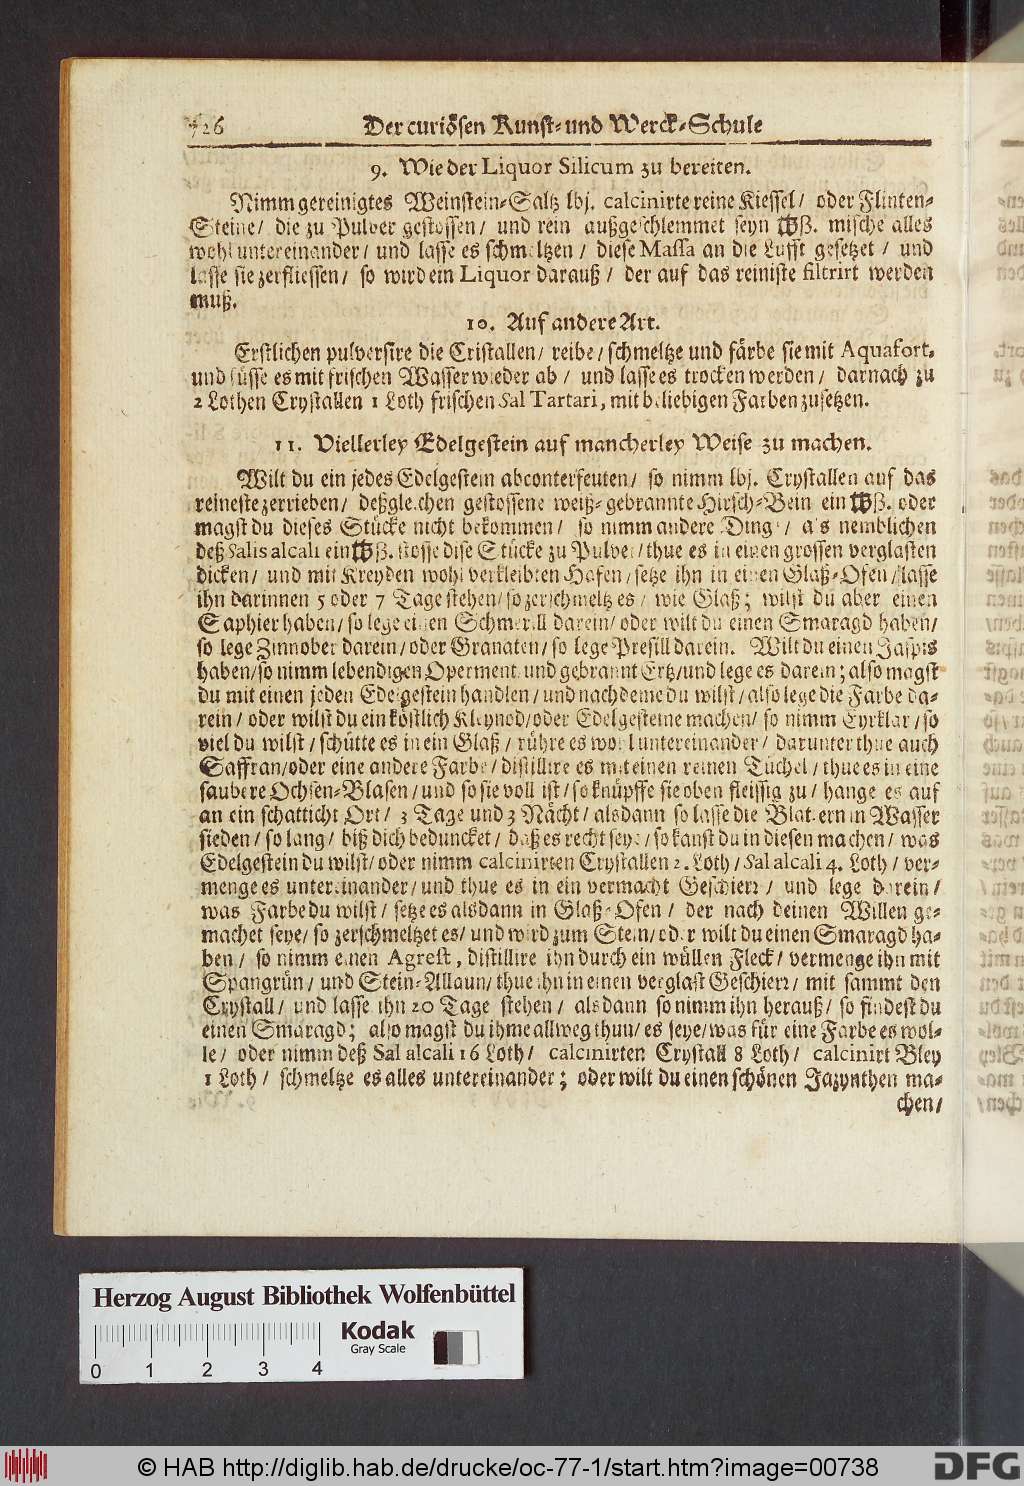 726 Der curiösen Kunst- und Werck-Schule
9. Wie der Liquor Silicum zu bereiten.
Nimm gereinigtes Weinstein-Saltz lbj. calcinirte reine Kiessel/ oder Flinten-
Steine/ die zu Pulver gestossen/ und rein außgeschlemmet seyn ℔ß. mische alles
wohl untereinander/ und lasse es schmeltzen/ diese Massa an die Lufft gesetzet/ und
lasse sie zerfliessen/ so wird ein Liquor darauß/ der auf das reiniste filtrirt werden
muß.
10. Auf andere Art.
Erstlichen pulversire die Cristallen/ reibe/ schmeltze und färbe sie mit Aquafort,
und süsse es mit frischen Wasser wieder ab/ und lasse es trocken werden/ darnach zu
2 Lothen Crystallen 1 Loth frischen Sal Tartari, mit beliebigen Farben zusetzen.
11. Viellerley Edelgestein auf mancherley Weise zu machen.
Wilt du ein jedes Edelgestein abconterfeuten/ so nimm lbj. Crystallen auf das
reineste zerrieben/ deßgleichen gestossene weiß-gebrannte Hirsch-Bein ein ℔ß. oder
magst du dieses Stücke nicht bekommen/ so nimm andere Dinge/ als nemblichen
deß Salis alcali ein ℔ß. stosse dise Stücke zu Pulver/ thue es in einen grossen verglasten
dicken/ und mit Kreyden wohl verkleibten Hafen/ setze ihn in einen Glaß-Ofen/ lasse
ihn darinnen 5 oder 7 Tage stehen/ so zerschmeltz es/ wie Glaß; wilst du aber einen
Saphier haben/ so lege einen Schmerill darein/ oder wilt du einen Smaragd haben/
so lege Zinnober darein/ oder Granaten/ so lege Presill darein. Wilt du einen Jaspis
haben/ so nimm lebendigen Operment und gebrannt Ertz/ und lege es darein; also magst
du mit einen jeden Edelgestein handlen/ und nachdeme du wilst/ also lege die Farbe da-
rein/ oder wilst du ein köstlich Kleynod/ oder Edelgesteine machen/ so nimm Eyrklar/ so
viel du wilst/ schütte es in ein Glaß/ rühre es wohl untereinander/ darunter thue auch
Saffran/ oder eine andere Farbe/ distillire es mit einen reinen Tüchel/ thue es in eine
saubere Ochsen-Blasen/ und so sie voll ist/ so knüpffe sie oben fleissig zu/ hange es auf
an ein schatticht Ort/ 3 Tage und 3 Nächt/ alsdann so lasse die Blatern in Wasser
sieden/ so lang/ biß dich beduncket/ daß es recht seye/ so kanst du in diesen machen/ was
Edelgestein du wilst/ oder nimm calcinirten Crystallen 2. Loth/ Sal alcali 4. Loth/ ver-
menge es untereinander/ und thue es in ein vermacht Geschierr/ und lege darein/
was Farbe du wilst/ setze es alsdann in Glaß-Ofen/ der nach deinen Willen ge-
machet seye/ so zerschmeltzet es/ und wird zum Stein/ oder wilt du einen Smaragd ha-
ben/ so nimm einen Agrest, distillire ihn durch ein wüllen Fleck/ vermenge ihn mit
Spangrün/ und Stein-Allaun/ thue ihn in einen verglast Geschierr/ mit sammt den
Crystall/ und lasse ihn 20 Tage stehen/ alsdann so nimm ihn herauß/ so findest du
einen Smaragd; also magst du ihme allweg thun/ es seye/ was für eine Farbe es wol-
le/ oder nimm deß Sal alcali 16 Loth/ calcinirten Crystall 8 Loth/ calcinirt Bley
1 Loth/ schmeltze es alles untereinander; oder wilt du einen schönen Jazynthen ma-
chen/
Herzog August Bibliothek Wolfenbüttel
Kodak
Gray Scale
0 1 2 3 4
© HAB http://diglib.hab.de/drucke/oc-77-1/start.htm?image=00738
DFG